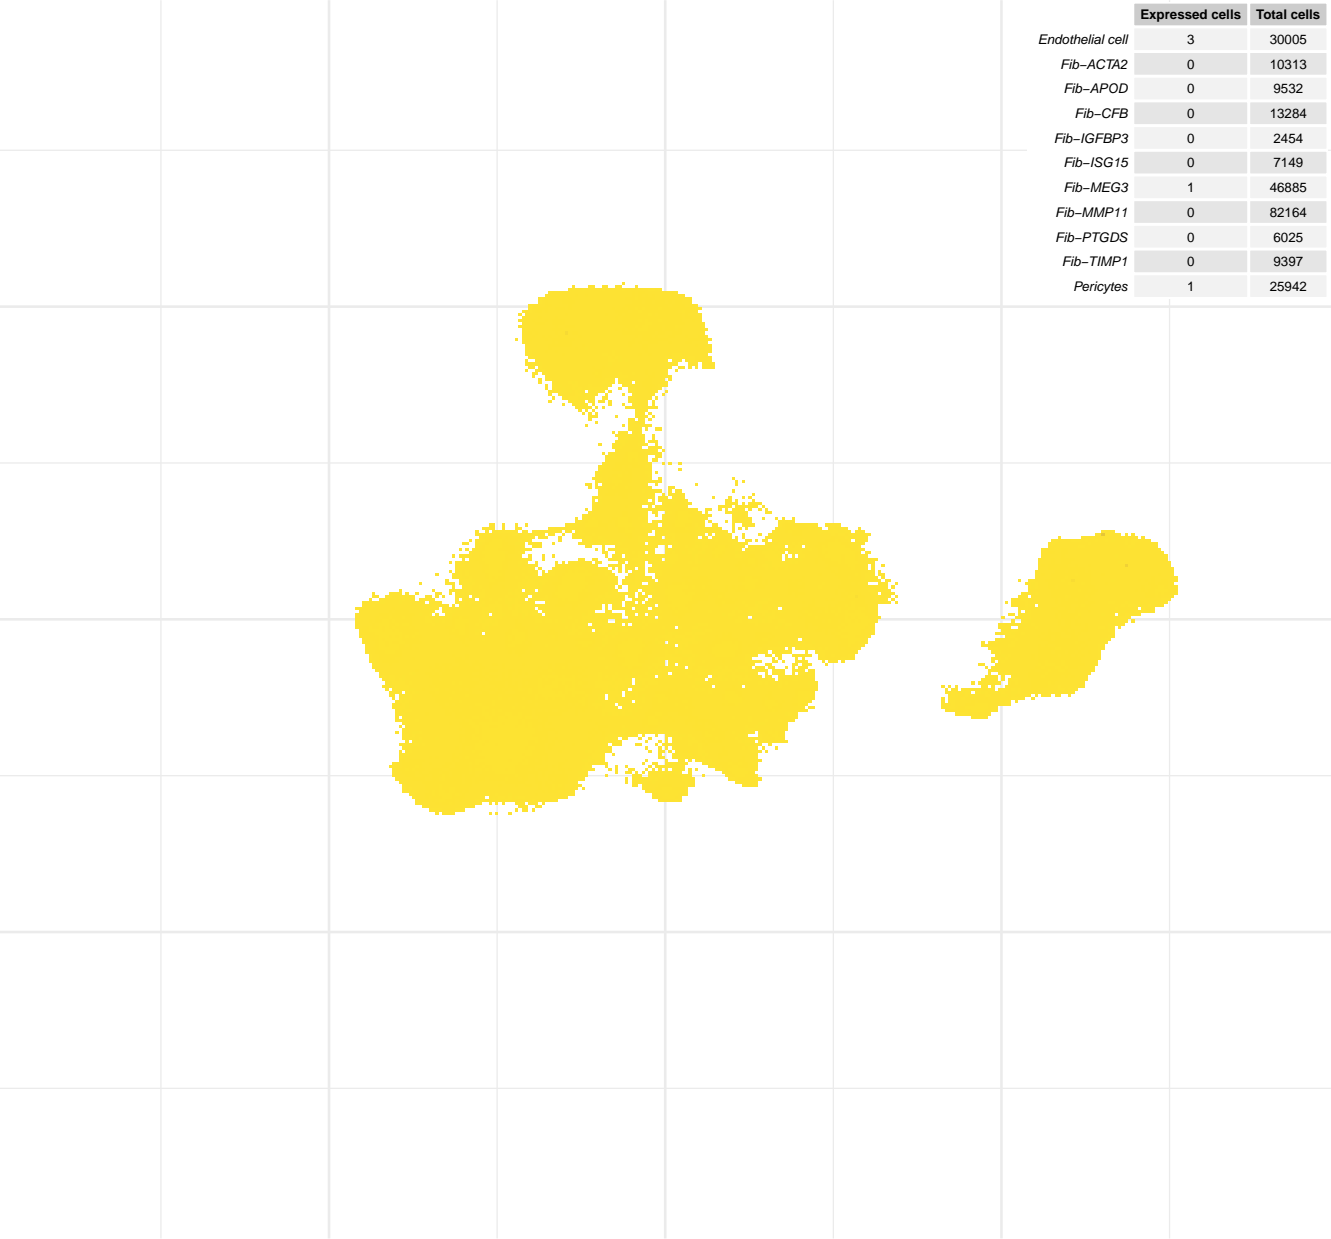 Expressed cells Total cells
Endothelial cell 3 30005
Fib−ACTA2 0 10313
Fib−APOD 0 9532
Fib−CFB 0 13284
Fib−IGFBP3 0 2454
Fib−ISG15 0 7149
Fib−MEG3 1 46885
Fib−MMP11 0 82164
Fib−PTGDS 0 6025
Fib−TIMP1 0 9397
Pericytes 1 25942